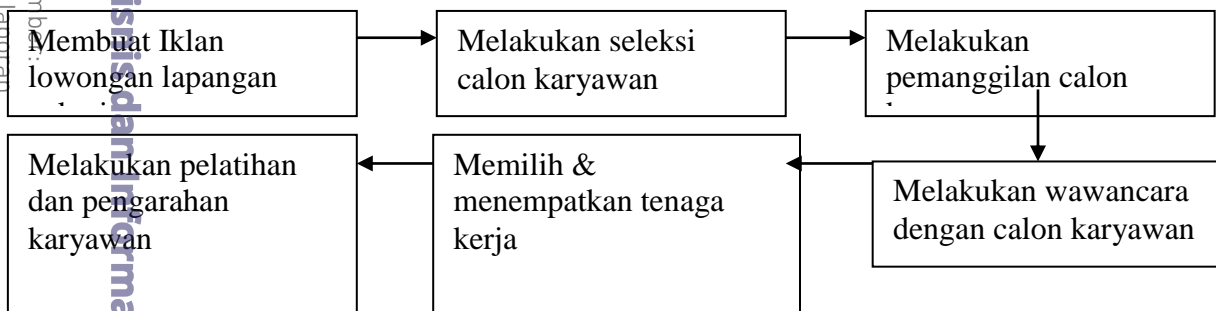 Membuat Iklan
lowongan lapangan
Melakukan seleksi
calon karyawan
Melakukan
pemanggilan calon
Melakukan wawancara
dengan calon karyawan
Memilih &
menempatkan tenaga
kerja
Melakukan pelatihan
dan pengarahan
karyawan